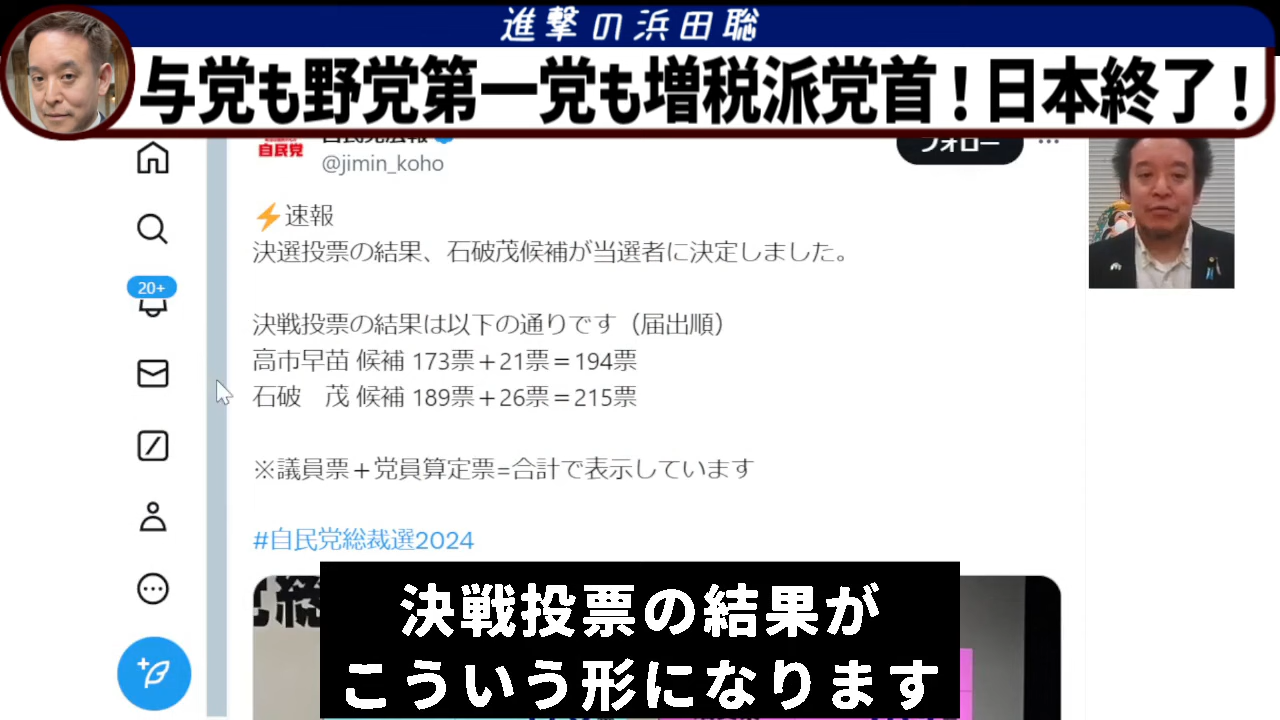 進撃の浜田聡
与党も野党第一党も増税派党首！日本終了！
自民党広報
フォロー
自民党
@jimin_koho
⚡速報
決選投票の結果、石破茂候補が当選者に決定しました。
20+
決戦投票の結果は以下の通りです（届出順）
高市早苗 候補 173票＋21票＝194票
石破　茂 候補 189票＋26票＝215票
※議員票＋党員算定票=合計で表示しています
#自民党総裁選2024
決戦投票の結果が
こういう形になります